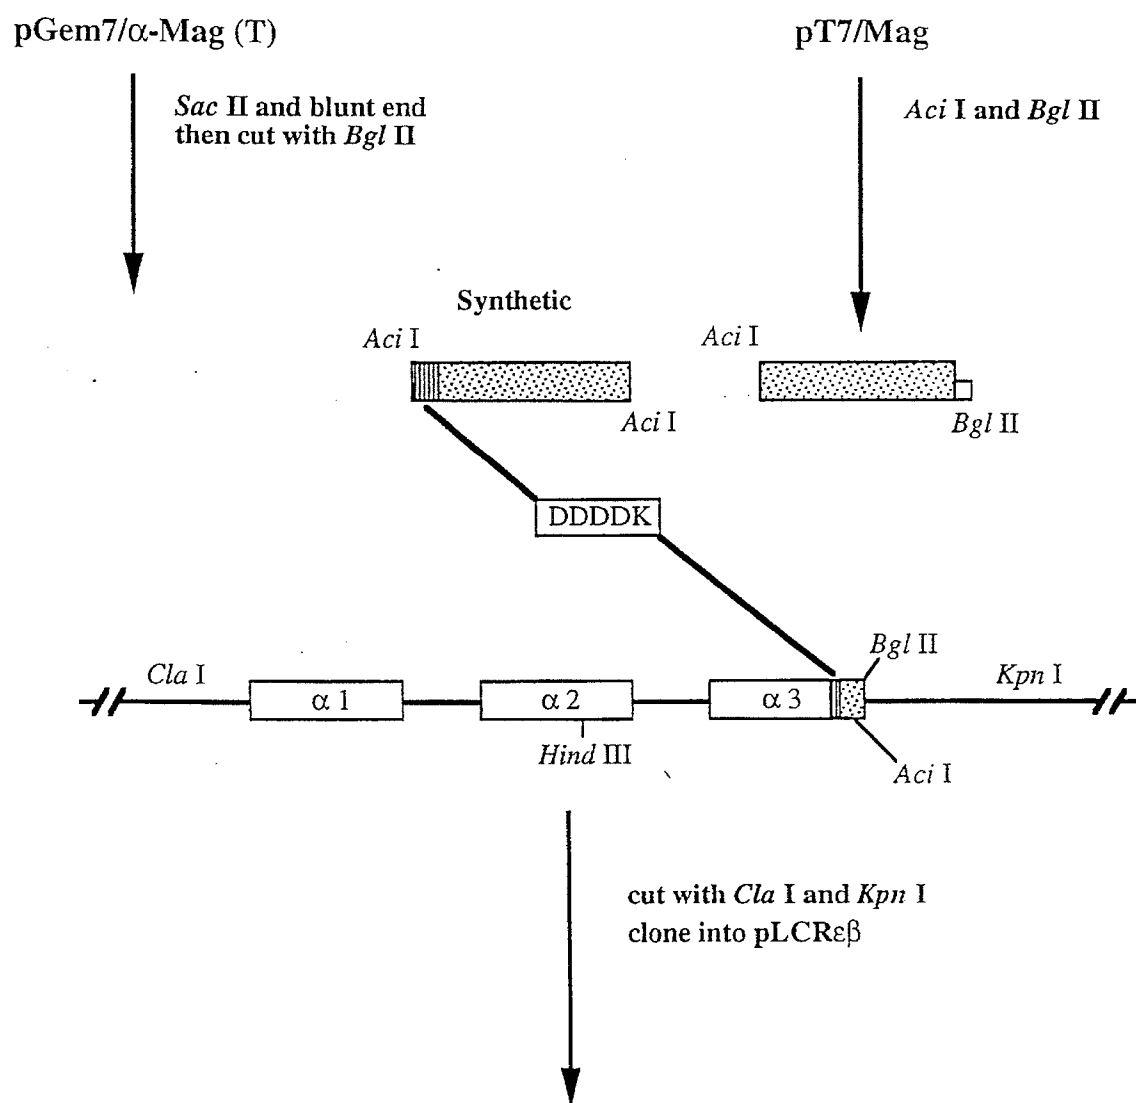 pGem7/α-Mag (T)
pT7/Mag
Sac II and blunt end
then cut with Bgl II
Aci I and Bgl II
Synthetic
Aci I
Aci I
Aci I
Bgl II
DDDDK
Bgl II
Cla I
Kpn I
α 1
α 2
α 3
Hind III
Aci I
cut with Cla I and Kpn I
clone into pLCRεβ